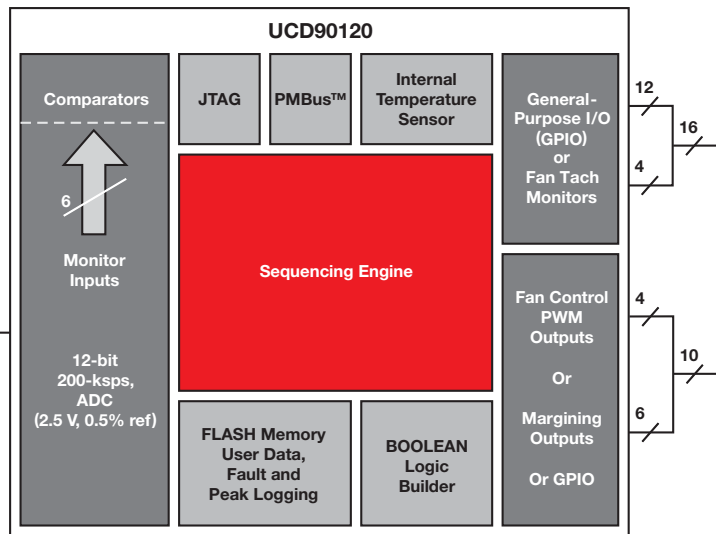 UCD90120
Comparators
6
Monitor
Inputs
12-bit
200-ksps,
ADC
(2.5 V, 0.5% ref)
JTAG
PMBus™
Internal
Temperature
Sensor
Sequencing Engine
FLASH Memory
User Data,
Fault and
Peak Logging
BOOLEAN
Logic
Builder
General-
Purpose I/O
(GPIO)
or
Fan Tach
Monitors
12
16
4
Fan Control
PWM
Outputs
Or
Margining
Outputs
Or GPIO
4
10
6